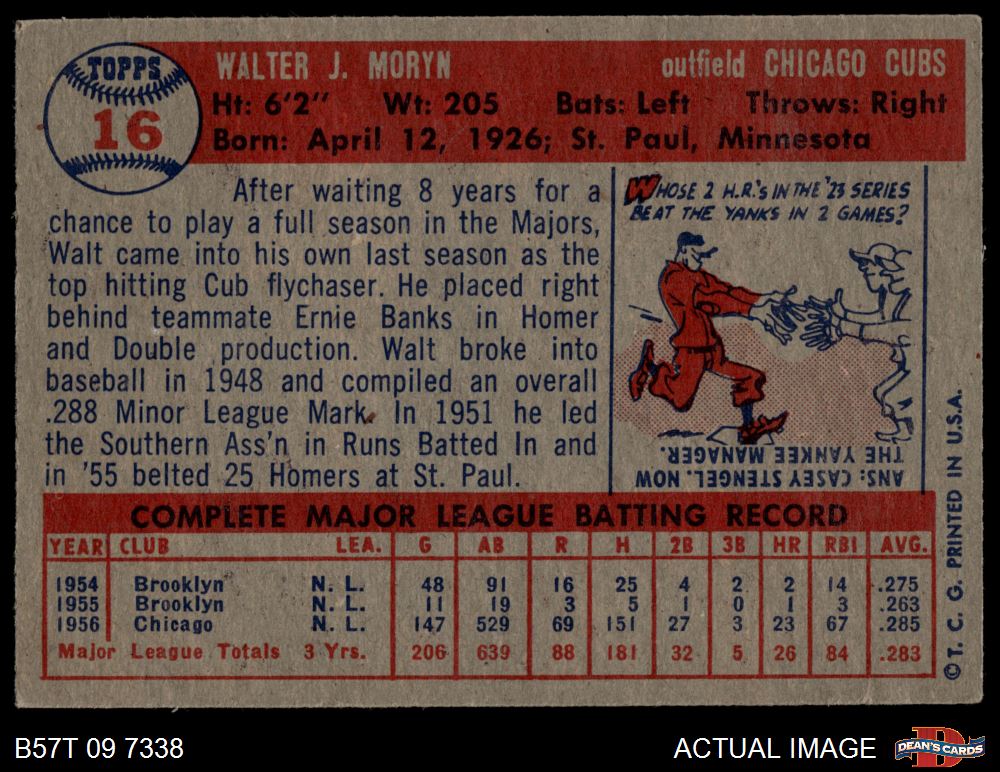 TOPPS
16
WALTER J. MORYN outfield CHICAGO CUBS
Ht: 6'2" Wt: 205 Bats: Left Throws: Right
Born: April 12, 1926; St. Paul, Minnesota
After waiting 8 years for a
chance to play a full season in the Majors,
Walt came into his own last season as the
top hitting Cub flychaser. He placed right
behind teammate Ernie Banks in Homer
and Double production. Walt broke into
baseball in 1948 and compiled an overall
.288 Minor League Mark. In 1951 he led
the Southern Ass'n in Runs Batted In and
in '55 belted 25 Homers at St. Paul.
WHOSE 2 H.R.'S IN THE '23 SERIES
BEAT THE YANKS IN 2 GAMES?
ANS: CASEY STENGEL. NOW
THE YANKEE MANAGER.
COMPLETE MAJOR LEAGUE BATTING RECORD
YEAR CLUB LEA. G AB R H 2B 3B HR RBI AVG.
1954 Brooklyn N. L. 48 91 16 25 4 2 2 14 .275
1955 Brooklyn N. L. 11 19 3 5 1 0 1 3 .263
1956 Chicago N. L. 147 529 69 151 27 3 23 67 .285
Major League Totals 3 Yrs. 206 639 88 181 32 5 26 84 .283
© T. C. G. PRINTED IN U.S.A.
B57T 09 7338
ACTUAL IMAGE
D
DEAN'S CARDS